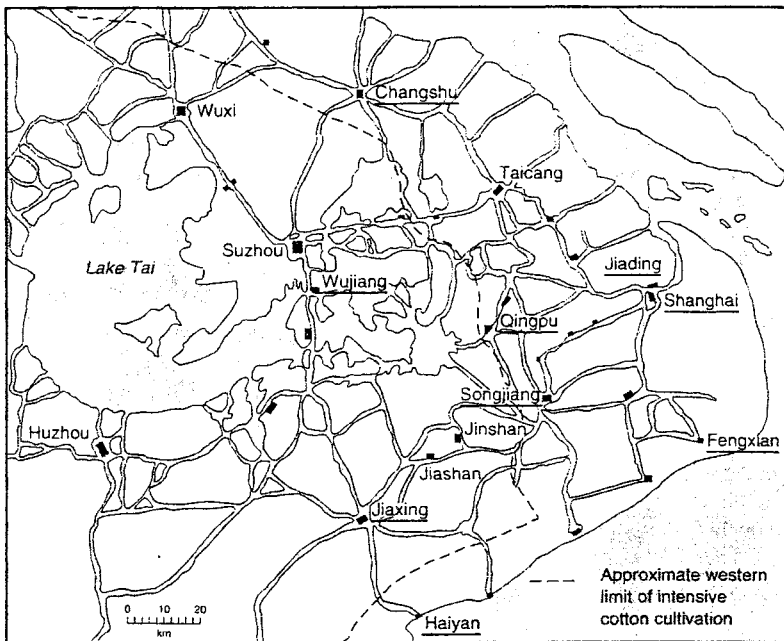 Changshu
Wuxi
Taicang
Suzhou
Lake Tai
Wujiang
Jiading
Shanghai
Qingpu
Songjiang
Jinshan
Huzhou
Fengxian
Jiashan
Jiaxing
Approximate western
limit of intensive
cotton cultivation
0 10 20
km
Haiyan